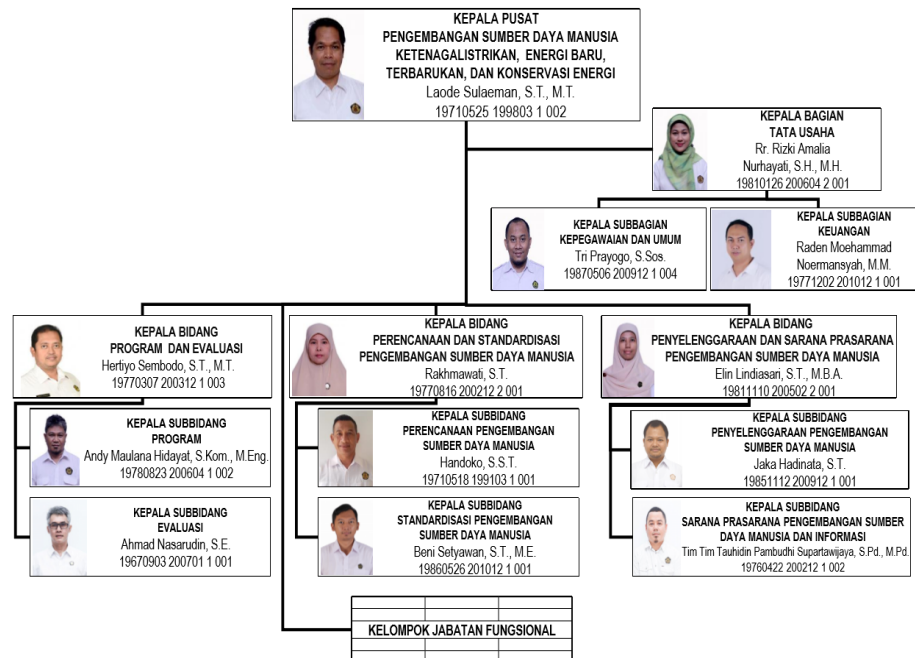 KEPALA PUSAT
PENGEMBANGAN SUMBER DAYA MANUSIA
KETENAGALISTRIKAN, ENERGI BARU,
TERBARUKAN, DAN KONSERVASI ENERGI
Laode Sulaeman, S.T., M.T.
19710525 199803 1 002
KEPALA BAGIAN
TATA USAHA
Rr. Rizki Amalia
Nurhayati, S.H., M.H.
19810126 200604 2 001
KEPALA SUBBAGIAN
KEPEGAWAIAN DAN UMUM
Tri Prayogo, S.Sos.
19870506 200912 1 004
KEPALA SUBBAGIAN
KEUANGAN
Raden Moehammad
Noermansyah, M.M.
19771202 201012 1 001
KEPALA BIDANG
PROGRAM DAN EVALUASI
Hertiyo Sembodo, S.T., M.T.
19770307 200312 1 003
KEPALA BIDANG
PERENCANAAN DAN STANDARDISASI
PENGEMBANGAN SUMBER DAYA MANUSIA
Rakhmawati, S.T.
19770816 200212 2 001
KEPALA BIDANG
PENYELENGGARAAN DAN SARANA PRASARANA
PENGEMBANGAN SUMBER DAYA MANUSIA
Elin Lindiasari, S.T., M.B.A.
19811110 200502 2 001
KEPALA SUBBIDANG
PROGRAM
Andy Maulana Hidayat, S.Kom., M.Eng.
19780823 200604 1 002
KEPALA SUBBIDANG
PERENCANAAN PENGEMBANGAN
SUMBER DAYA MANUSIA
Handoko, S.S.T.
19710518 199103 1 001
KEPALA SUBBIDANG
PENYELENGGARAAN PENGEMBANGAN
SUMBER DAYA MANUSIA
Jaka Hadinata, S.T.
19851112 200912 1 001
KEPALA SUBBIDANG
EVALUASI
Ahmad Nasarudin, S.E.
19670903 200701 1 001
KEPALA SUBBIDANG
STANDARDISASI PENGEMBANGAN
SUMBER DAYA MANUSIA
Beni Setyawan, S.T., M.E.
19860526 201012 1 001
KEPALA SUBBIDANG
SARANA PRASARANA PENGEMBANGAN SUMBER
DAYA MANUSIA DAN INFORMASI
Tim Tim Tauhidin Pambudhi Supartawijaya, S.Pd., M.Pd.
19760422 200212 1 002
KELOMPOK JABATAN FUNGSIONAL